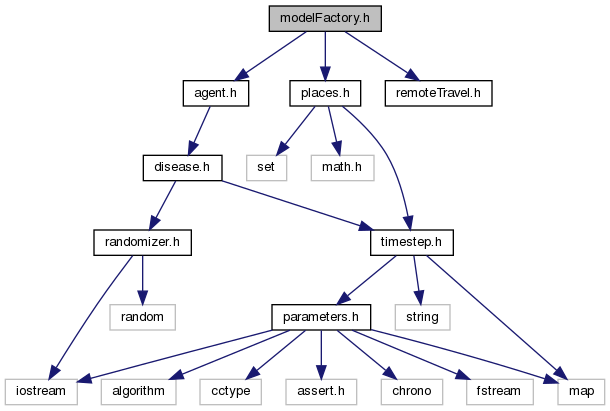 modelFactory.h
agent.h
places.h
remoteTravel.h
disease.h
set
math.h
randomizer.h
timestep.h
random
parameters.h
string
iostream
algorithm
cctype
assert.h
chrono
fstream
map